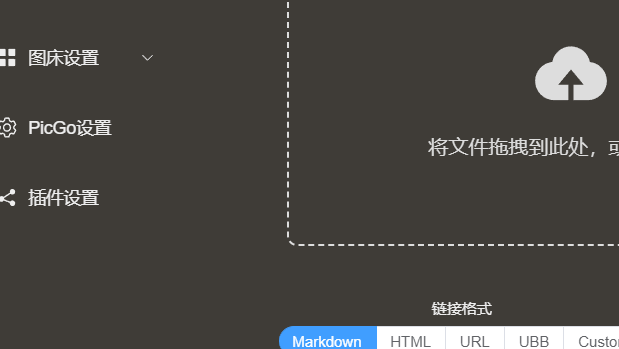 图床设置
PicGo设置
插件设置
将文件拖拽到此处，或
链接格式
Markdown
HTML
URL
UBB
Custo